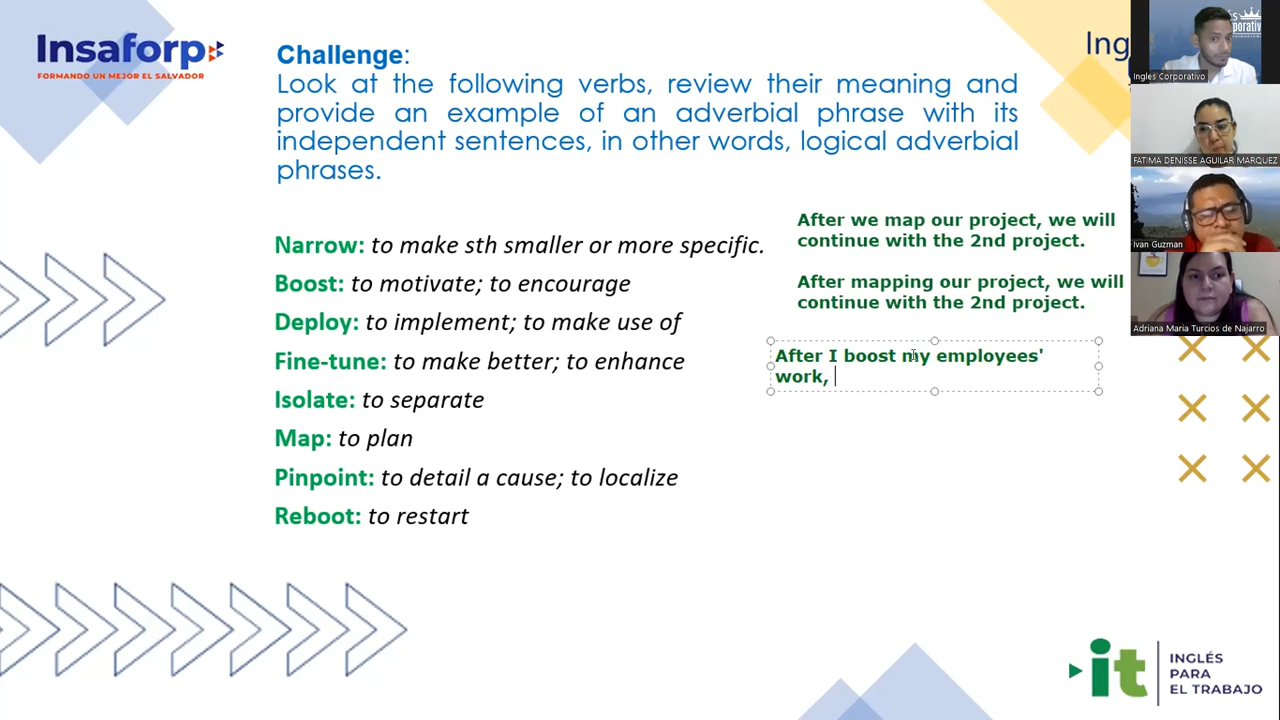 Insaforp
FORMANDO UN MEJOR EL SALVADOR
Challenge:
Look at the following verbs, review their meaning and
provide an example of an adverbial phrase with its
independent sentences, in other words, logical adverbial
phrases.
Narrow: to make sth smaller or more specific.
Boost: to motivate; to encourage
Deploy: to implement; to make use of
Fine-tune: to make better; to enhance
Isolate: to separate
Map: to plan
Pinpoint: to detail a cause; to localize
Reboot: to restart
After we map our project, we will
continue with the 2nd project.
After mapping our project, we will
continue with the 2nd project.
After I boost my employees'
work,
Ing
Ingles Corporativo
FATIMA DENISSE AGUILAR MARQUEZ
Ivan Guzman
Adriana Maria Turcios de Najarro
it
INGLÉS
PARA
EL TRABAJO